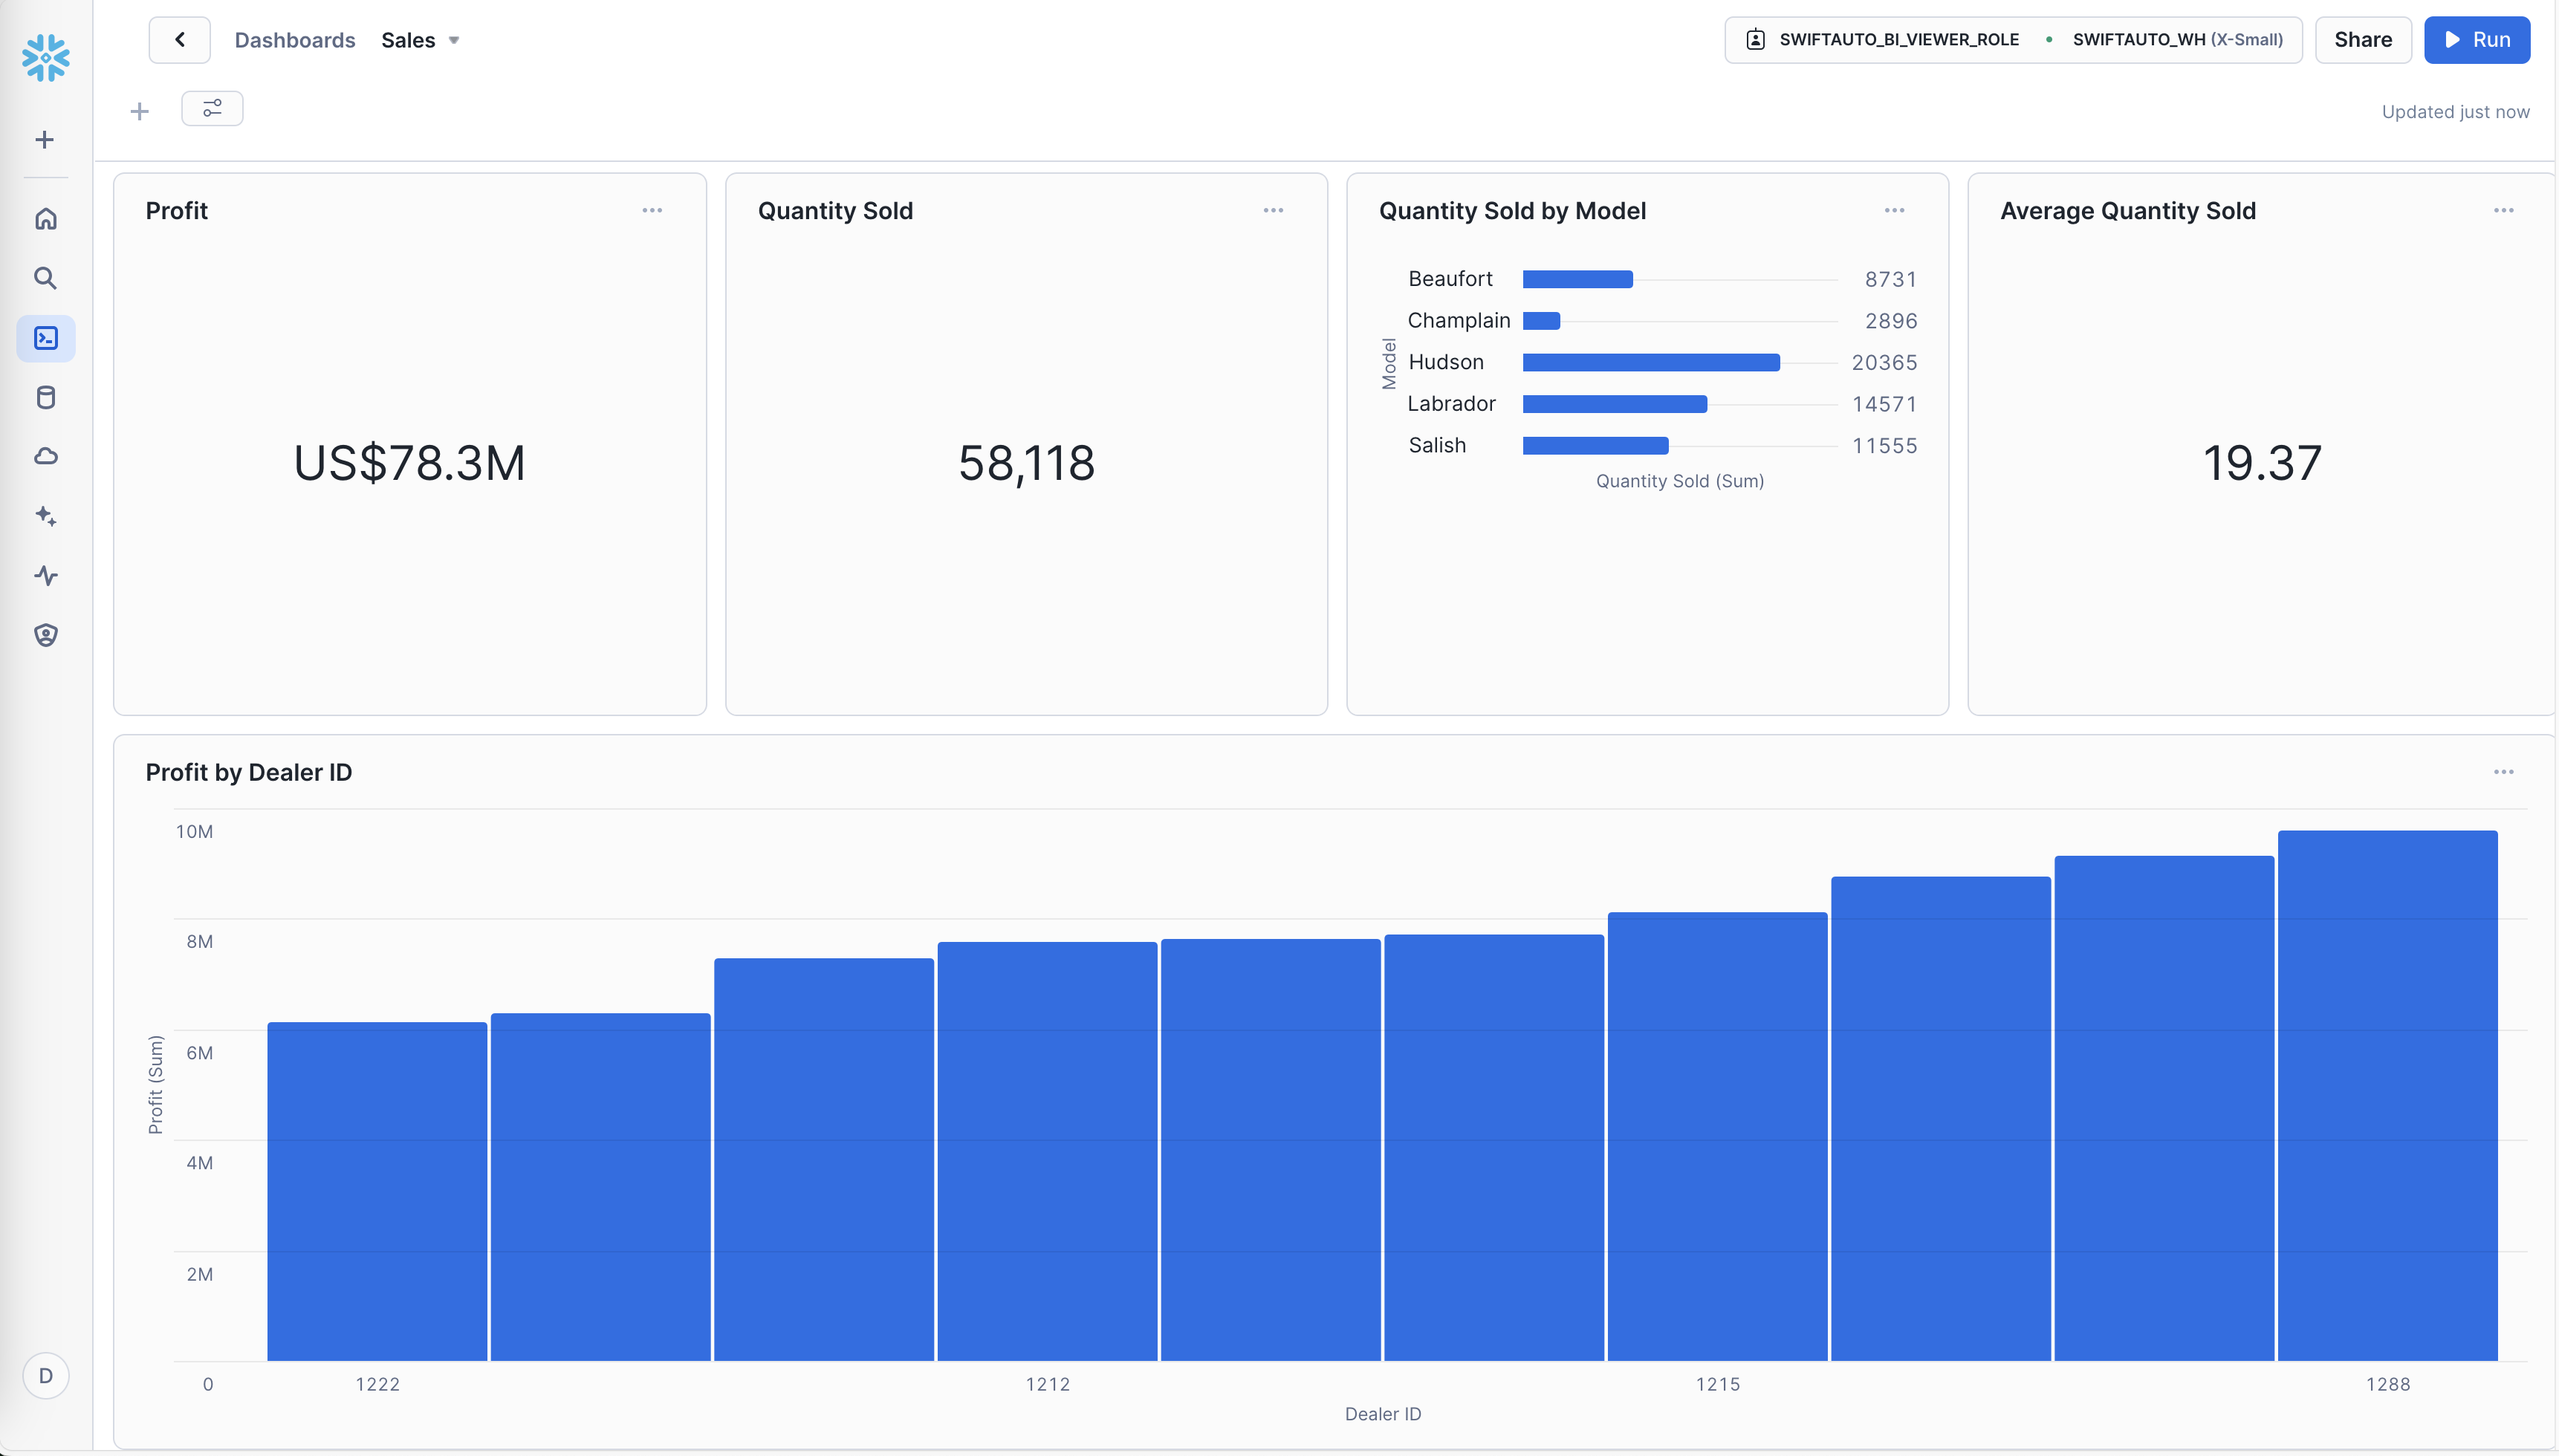 Dashboards Sales
SWIFTAUTO_BI_VIEWER_ROLE • SWIFTAUTO_WH (X-Small)
Share
Run
Updated just now
Profit
US$78.3M
Quantity Sold
58,118
Quantity Sold by Model
Model
Beaufort 8731
Champlain 2896
Hudson 20365
Labrador 14571
Salish 11555
Quantity Sold (Sum)
Average Quantity Sold
19.37
Profit by Dealer ID
Profit (Sum)
10M
8M
6M
4M
2M
0
1222 1212 1215 1288
Dealer ID
D